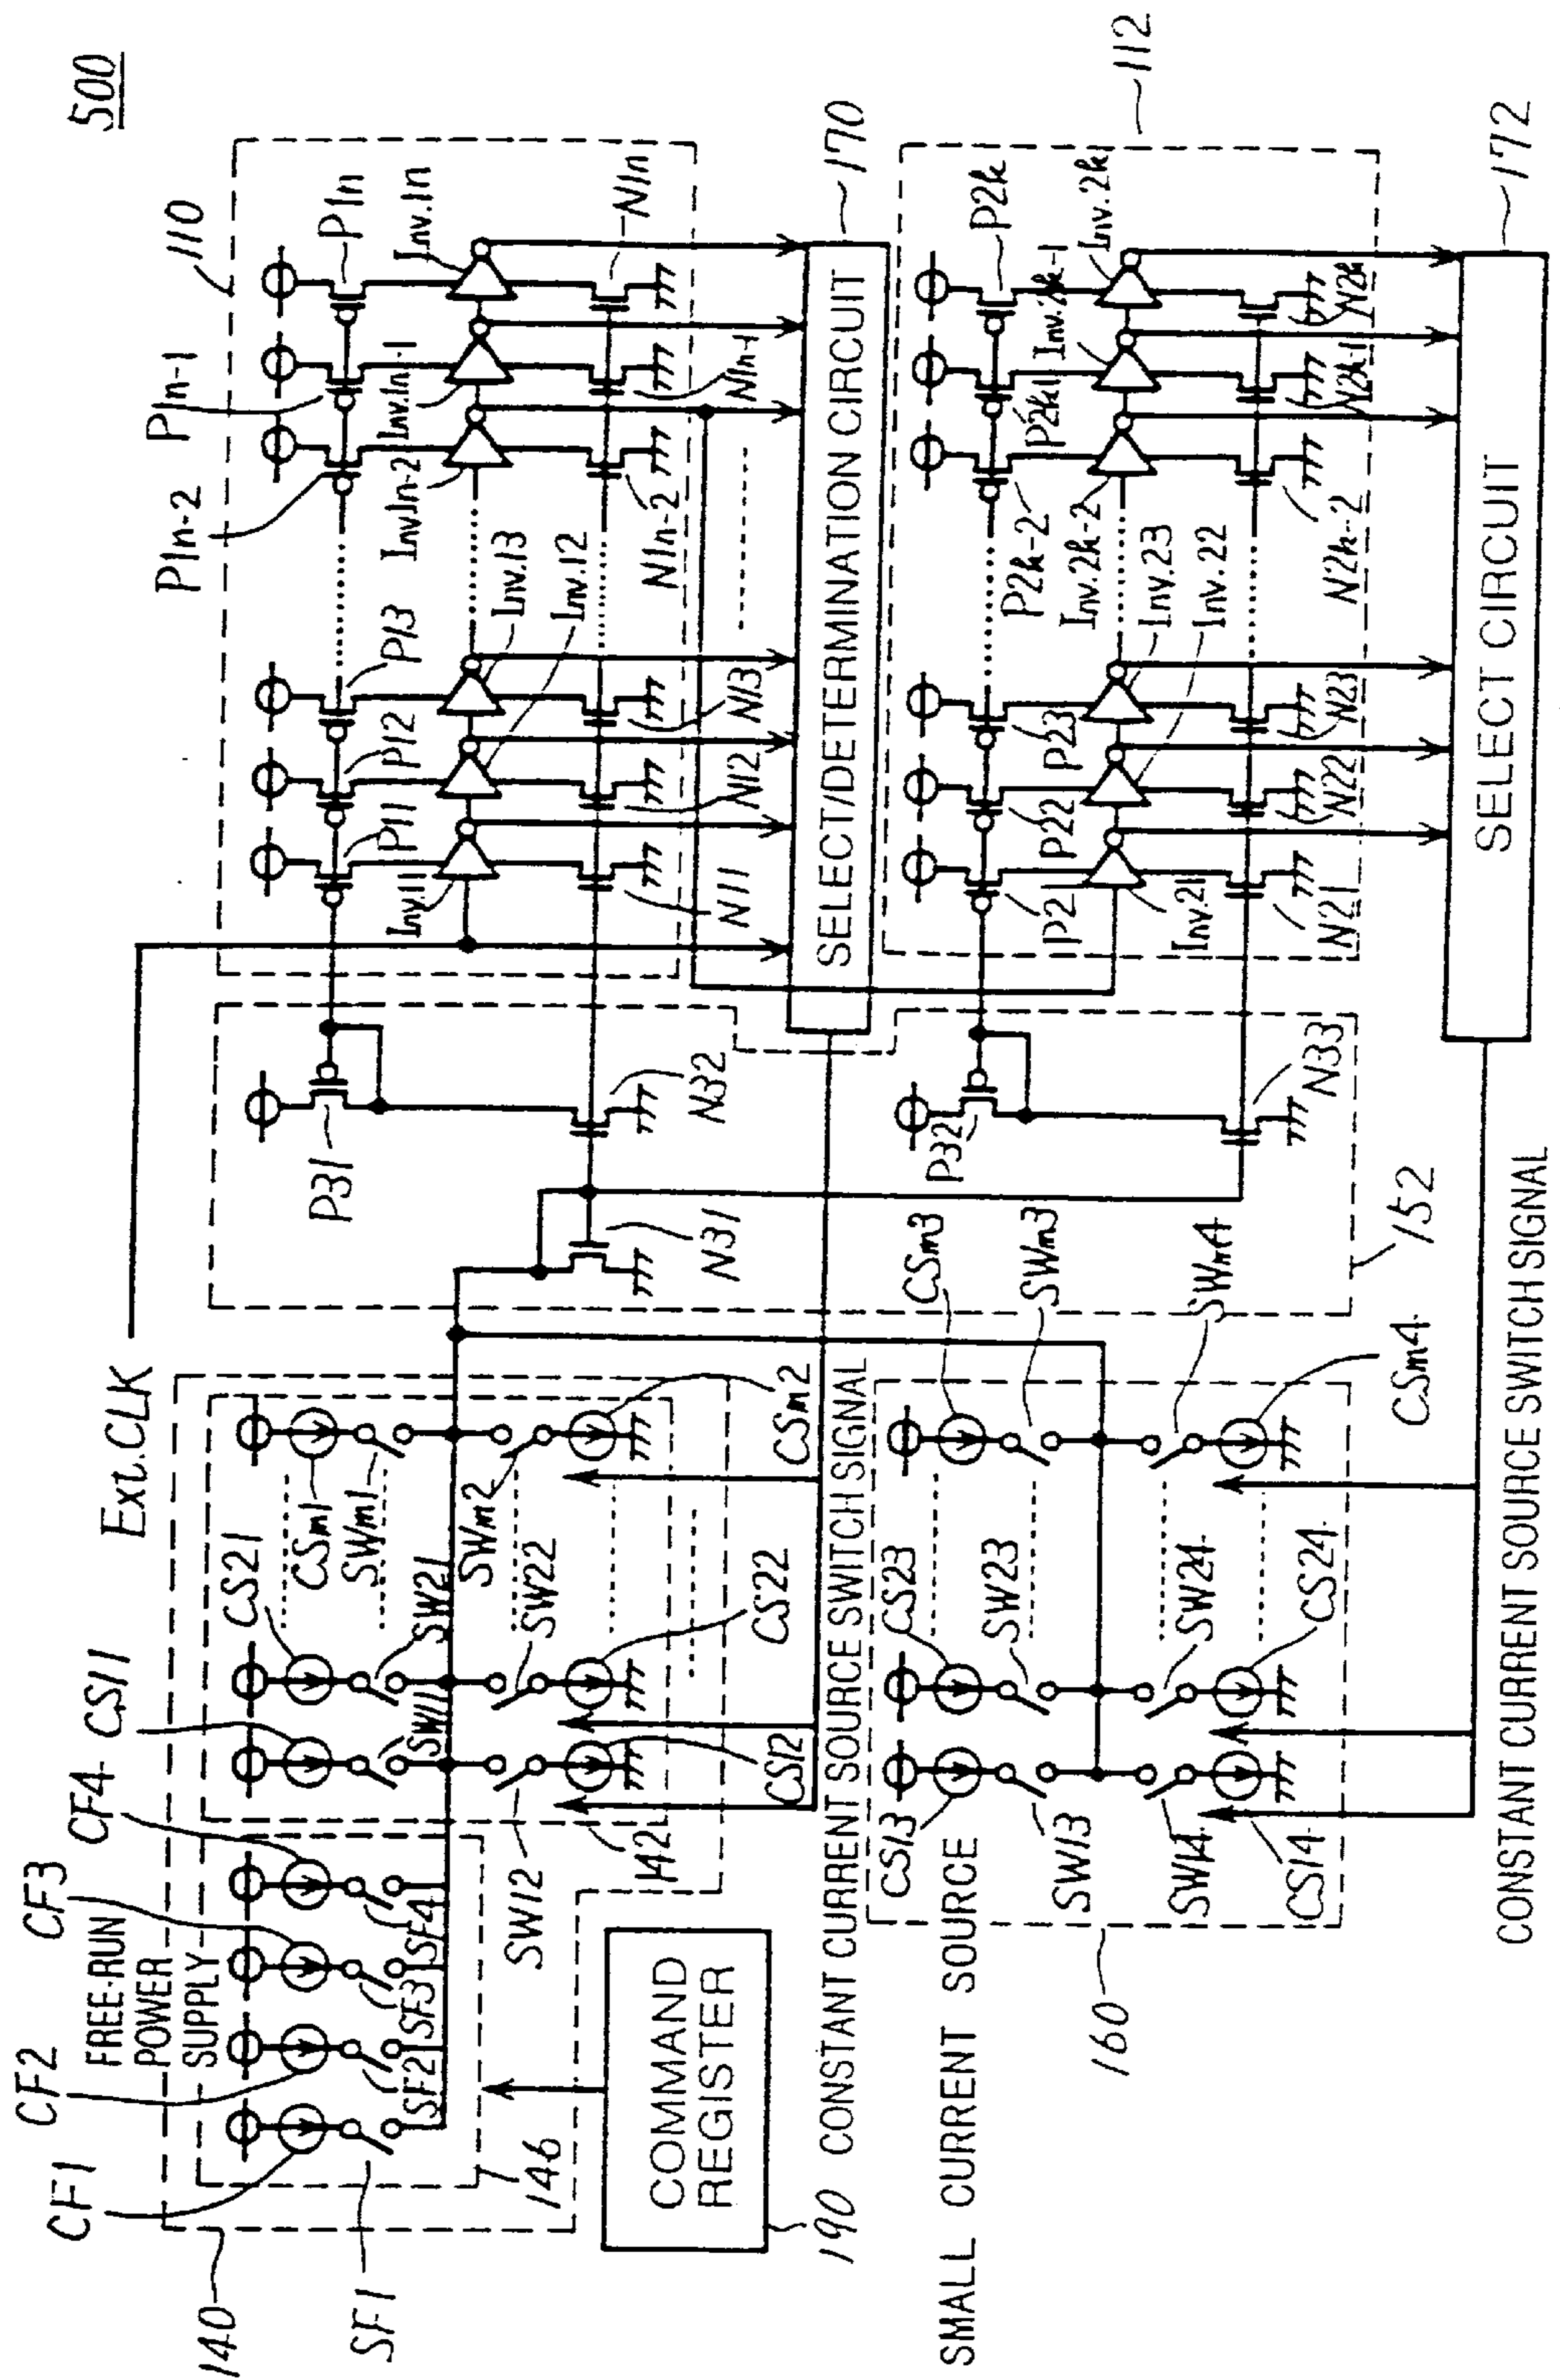 500
110
P1n-1
P1n-2
P1n
P13
P12
P11
Inv.1n
Inv.1n-1
Inv.1n-2
Inv.13
Inv.12
Inv.11
N1n
N1n-1
N1n-2
N13
N12
N11
SELECT/DETERMINATION CIRCUIT
170
112
P2k
P2k-1
P2k-2
P23
P22
P21
Inv.2k
Inv.2k-1
Inv.2k-2
Inv.23
Inv.22
Inv.21
N2k
N2k-1
N2k-2
N23
N22
N21
SELECT CIRCUIT
172
P31
N32
N31
P32
N33
152
Ext.CLK
CS21
CS11
CSm1
SWm1
SW21
SW11
SWm2
SW22
SW12
CSm2
CS22
CS12
142
CF4
CF3
CF2
CF1
FREE-RUN
POWER
SUPPLY
SF4
SF3
SF2
SF1
146
140
COMMAND
REGISTER
190
CONSTANT CURRENT SOURCE SWITCH SIGNAL
SMALL CURRENT SOURCE
CSm3
SWm3
SWm4
CSm4
CS23
SW23
SW24
CS24
CS13
SW13
SW14
CS14
160
CONSTANT CURRENT SOURCE SWITCH SIGNAL